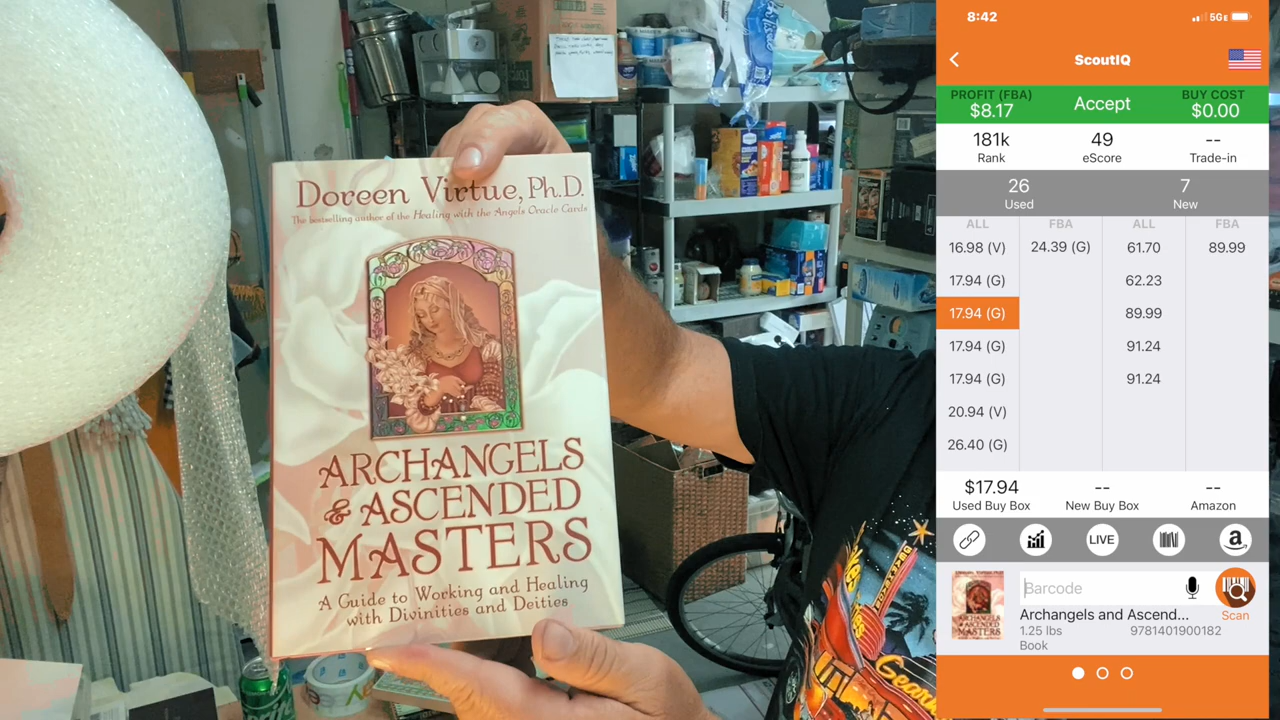 Doreen Virtue, Ph.D.
The bestselling author of the Healing with the Angels Oracle Cards
ARCHANGELS
& ASCENDED
MASTERS
A Guide to Working and Healing
with Divinities and Deities
8:42
5GE
ScoutIQ
PROFIT (FBA)
$8.17
Accept
BUY COST
$0.00
181k
Rank
49
eScore
--
Trade-in
26
Used
7
New
ALL FBA ALL FBA
16.98 (V) 24.39 (G) 61.70 89.99
17.94 (G) 62.23
17.94 (G) 89.99
17.94 (G) 91.24
17.94 (G) 91.24
20.94 (V)
26.40 (G)
$17.94
Used Buy Box
--
New Buy Box
--
Amazon
LIVE
a
Barcode
Scan
Archangels and Ascend...
1.25 lbs 9781401900182
Book
ARCHANGELS
& ASCENDED
MASTERS